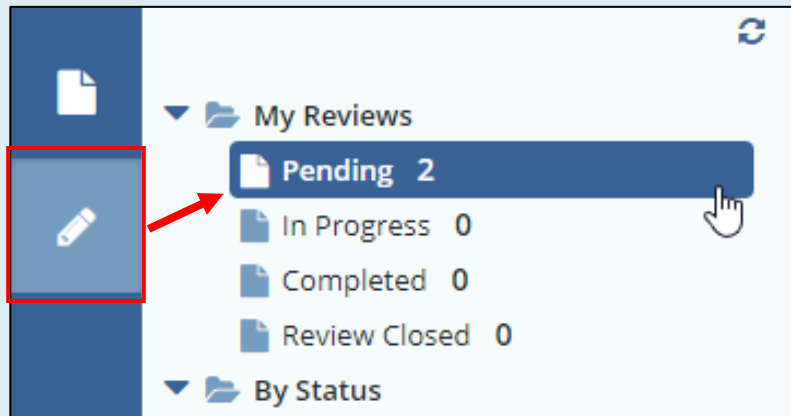 My Reviews
Pending 2
In Progress 0
Completed 0
Review Closed 0
By Status